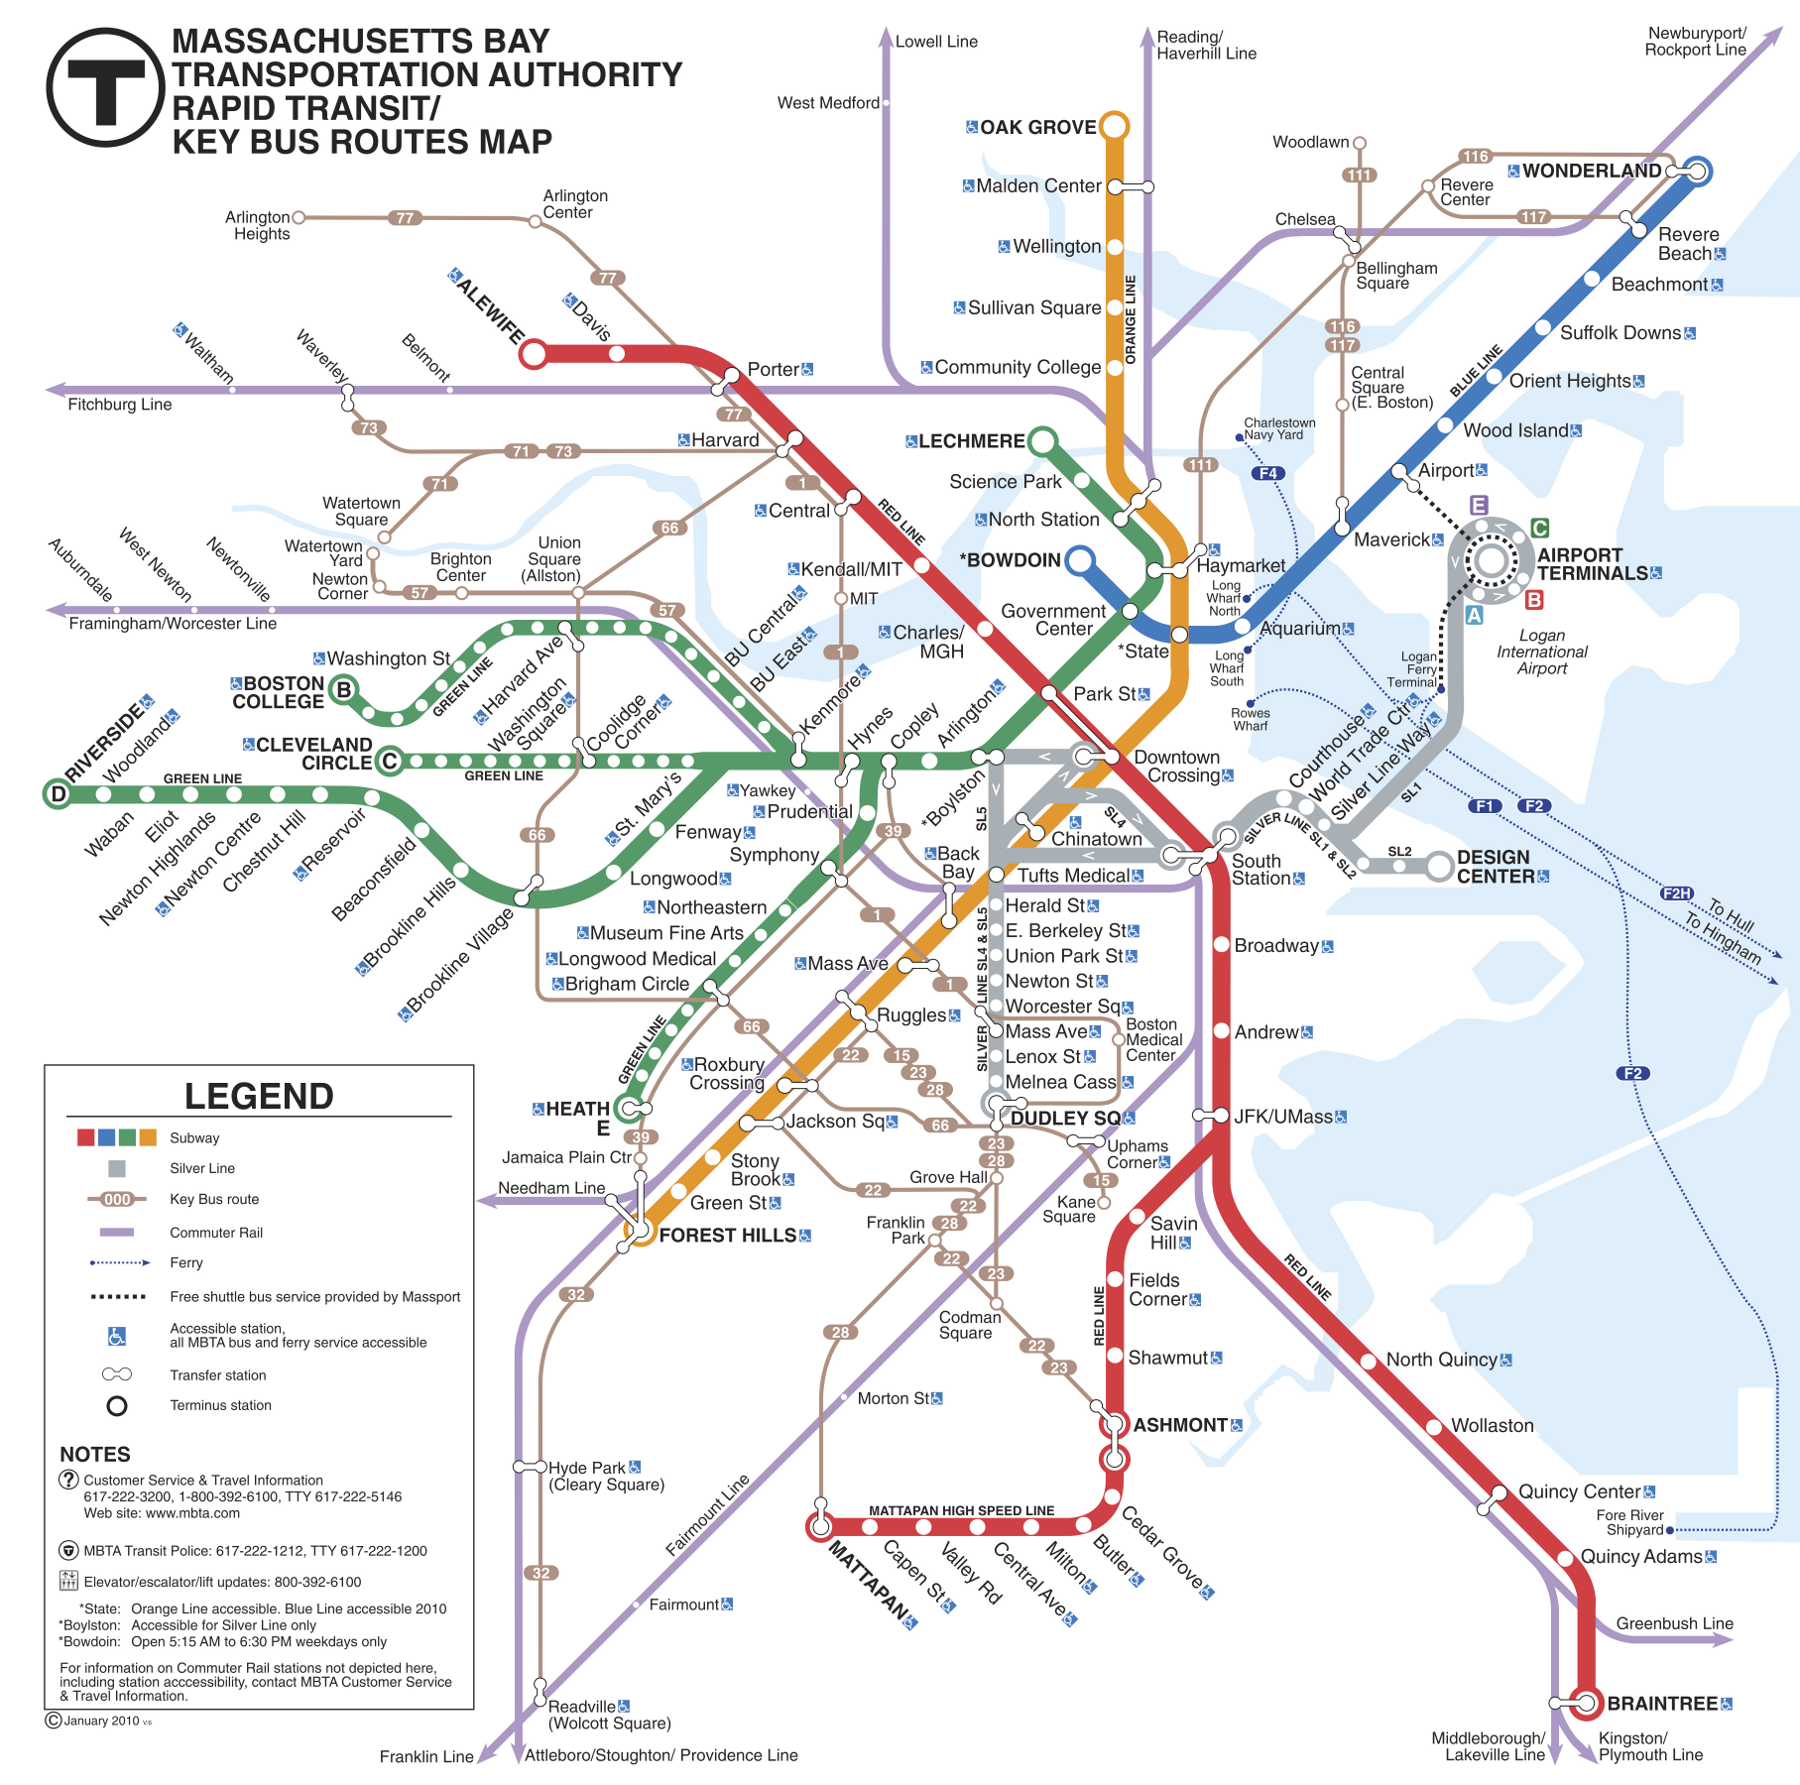 T
MASSACHUSETTS BAY
TRANSPORTATION AUTHORITY
RAPID TRANSIT/
KEY BUS ROUTES MAP
Lowell Line
Reading/
Haverhill Line
Newburyport/
Rockport Line
West Medford
OAK GROVE
Malden Center
Wellington
Sullivan Square
Community College
ORANGE LINE
Woodlawn
111
116
WONDERLAND
Revere
Center
117
Chelsea
Revere
Beach
Bellingham
Square
Beachmont
116
117
Suffolk Downs
BLUE LINE
Central
Square
(E. Boston)
Orient Heights
Wood Island
Airport
Maverick
Arlington
Heights
77
Arlington
Center
77
ALEWIFE
Davis
Porter
Waltham
Waverley
Belmont
Fitchburg Line
77
73
71
73
Harvard
71
1
Central
RED LINE
LECHMERE
Science Park
North Station
*BOWDOIN
Haymarket
111
Charlestown
Navy Yard
F4
E
C
B
A
AIRPORT
TERMINALS
Logan
International
Airport
Watertown
Square
Watertown
Yard
Newton
Corner
57
Brighton
Center
Union
Square
(Allston)
66
57
Kendall/MIT
MIT
Charles/
MGH
1
Government
Center
*State
Aquarium
Long
Wharf
North
Long
Wharf
South
Rowes
Wharf
Logan
Ferry
Terminal
Auburndale
West Newton
Newtonville
Framingham/Worcester Line
Washington St
B
BOSTON
COLLEGE
GREEN LINE
Harvard Ave
BU Central
BU East
Kenmore
Hynes
Copley
Arlington
Park St
Downtown
Crossing
RIVERSIDE
Woodland
D
GREEN LINE
CLEVELAND
CIRCLE
C
GREEN LINE
Washington
Square
Coolidge
Corner
Waban
Eliot
Newton Highlands
Newton Centre
Chestnut Hill
Reservoir
Beaconsfield
Brookline Hills
Brookline Village
66
St. Mary's
Fenway
Longwood
Yawkey
Prudential
Symphony
39
*Boylston
SL5
SL4
Chinatown
Back
Bay
Tufts Medical
Courthouse
World Trade Ctr
Silver Line Way
SL1
SILVER LINE SL1 & SL2
SL2
DESIGN
CENTER
South
Station
F1
F2
F2H
To Hull
To Hingham
F2
Northeastern
Museum Fine Arts
Longwood Medical
Brigham Circle
1
Mass Ave
1
Herald St
E. Berkeley St
Union Park St
Newton St
Worcester Sq
Mass Ave
Lenox St
Melnea Cass
SILVER LINE SL4 & SL5
Boston
Medical
Center
Broadway
Andrew
JFK/UMass
GREEN LINE
66
Ruggles
22
15
23
28
Roxbury
Crossing
HEATH
E
39
Jackson Sq
66
DUDLEY SQ
23
28
Uphams
Corner
15
Kane
Square
Jamaica Plain Ctr
Stony
Brook
Green St
Needham Line
FOREST HILLS
22
Grove Hall
22
28
Franklin
Park
22
23
Savin
Hill
Fields
Corner
RED LINE
Shawmut
ASHMONT
Codman
Square
22
23
32
28
Morton St
RED LINE
North Quincy
Wollaston
Quincy Center
Fore River
Shipyard
Quincy Adams
Greenbush Line
BRAINTREE
Middleborough/
Lakeville Line
Kingston/
Plymouth Line
MATTAPAN HIGH SPEED LINE
MATTAPAN
Capen St
Valley Rd
Central Ave
Milton
Butler
Cedar Grove
Hyde Park
(Cleary Square)
Fairmount Line
32
Fairmount
Readville
(Wolcott Square)
Franklin Line
Attleboro/Stoughton/ Providence Line
LEGEND
Subway
Silver Line
000
Key Bus route
Commuter Rail
Ferry
Free shuttle bus service provided by Massport
Accessible station,
all MBTA bus and ferry service accessible
Transfer station
Terminus station
NOTES
? Customer Service & Travel Information
617-222-3200, 1-800-392-6100, TTY 617-222-5146
Web site: www.mbta.com
T MBTA Transit Police: 617-222-1212, TTY 617-222-1200
Elevator/escalator/lift updates: 800-392-6100
*State: Orange Line accessible. Blue Line accessible 2010
*Boylston: Accessible for Silver Line only
*Bowdoin: Open 5:15 AM to 6:30 PM weekdays only
For information on Commuter Rail stations not depicted here,
including station acccessibility, contact MBTA Customer Service
& Travel Information.
© January 2010 v.6